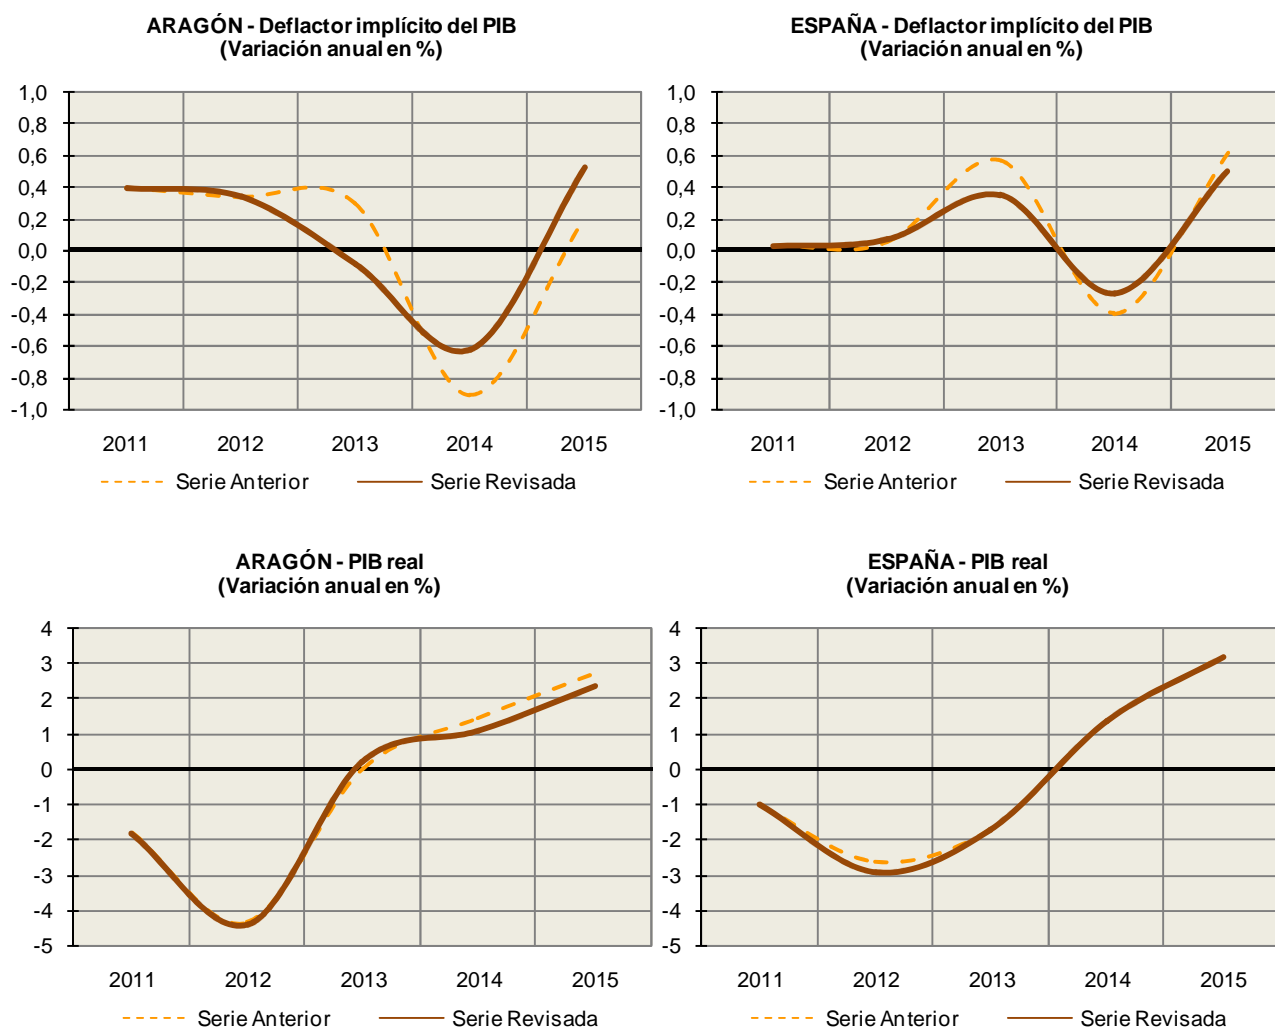 ARAGÓN - Deflactor implícito del PIB
(Variación anual en %)
1,0
0,8
0,6
0,4
0,2
0,0
-0,2
-0,4
-0,6
-0,8
-1,0
2011 2012 2013 2014 2015
Serie Anterior Serie Revisada
ESPAÑA - Deflactor implícito del PIB
(Variación anual en %)
1,0
0,8
0,6
0,4
0,2
0,0
-0,2
-0,4
-0,6
-0,8
-1,0
2011 2012 2013 2014 2015
Serie Anterior Serie Revisada
ARAGÓN - PIB real
(Variación anual en %)
4
3
2
1
0
-1
-2
-3
-4
-5
2011 2012 2013 2014 2015
Serie Anterior Serie Revisada
ESPAÑA - PIB real
(Variación anual en %)
4
3
2
1
0
-1
-2
-3
-4
-5
2011 2012 2013 2014 2015
Serie Anterior Serie Revisada